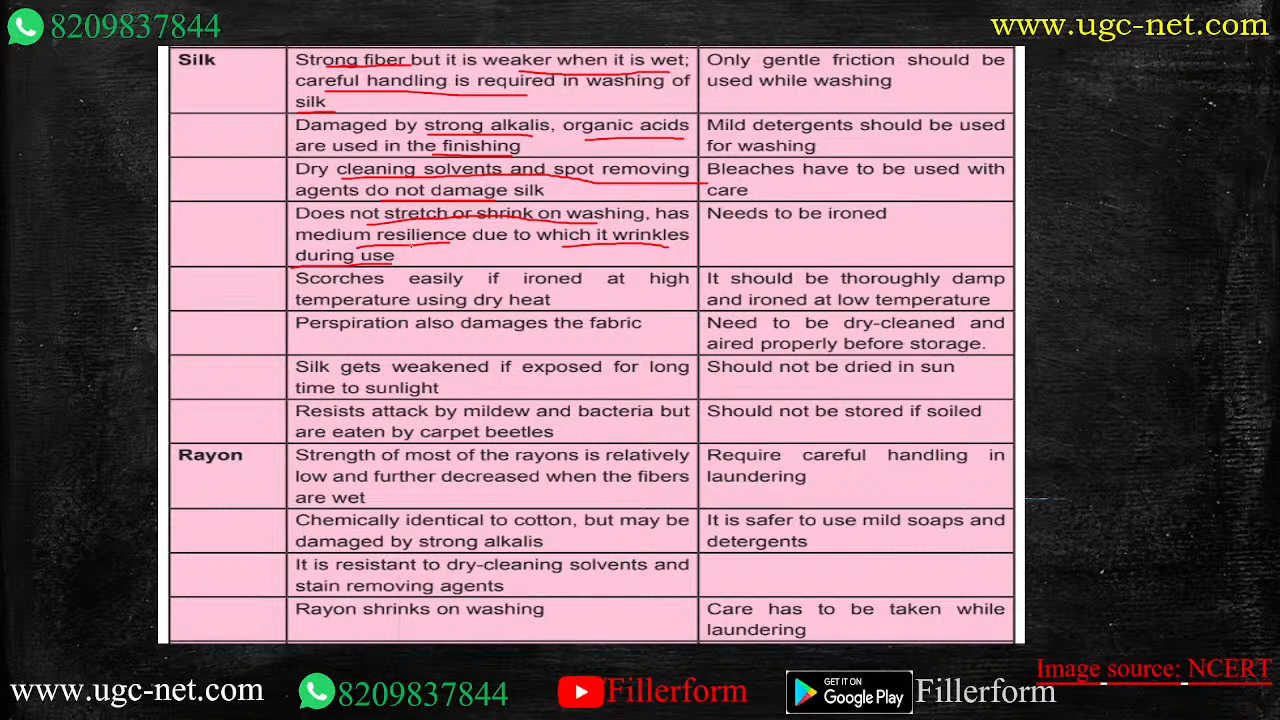 8209837844
www.ugc-net.com
Silk
Strong fiber but it is weaker when it is wet;
careful handling is required in washing of
silk
Only gentle friction should be
used while washing
Damaged by strong alkalis, organic acids
are used in the finishing
Mild detergents should be used
for washing
Dry cleaning solvents and spot removing
agents do not damage silk
Bleaches have to be used with
care
Does not stretch or shrink on washing, has
medium resilience due to which it wrinkles
during use
Needs to be ironed
Scorches easily if ironed at high
temperature using dry heat
It should be thoroughly damp
and ironed at low temperature
Perspiration also damages the fabric
Need to be dry-cleaned and
aired properly before storage.
Silk gets weakened if exposed for long
time to sunlight
Should not be dried in sun
Resists attack by mildew and bacteria but
are eaten by carpet beetles
Should not be stored if soiled
Rayon
Strength of most of the rayons is relatively
low and further decreased when the fibers
are wet
Require careful handling in
laundering
Chemically identical to cotton, but may be
damaged by strong alkalis
It is safer to use mild soaps and
detergents
It is resistant to dry-cleaning solvents and
stain removing agents
Rayon shrinks on washing
Care has to be taken while
laundering
Image source: NCERT
www.ugc-net.com
8209837844
Fillerform
GET IT ON
Google Play
Fillerform